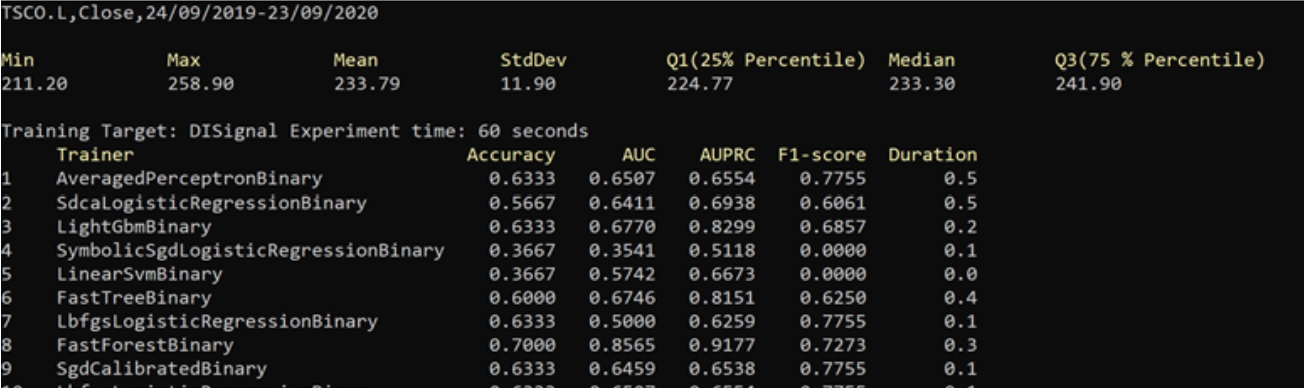 TSCO.L,Close,24/09/2019-23/09/2020
Min Max Mean StdDev Q1(25% Percentile) Median Q3(75 % Percentile)
211.20 258.90 233.79 11.90 224.77 233.30 241.90
Training Target: DISignal Experiment time: 60 seconds
Trainer Accuracy AUC AUPRC F1-score Duration
1 AveragedPerceptronBinary 0.6333 0.6507 0.6554 0.7755 0.5
2 SdcaLogisticRegressionBinary 0.5667 0.6411 0.6938 0.6061 0.5
3 LightGbmBinary 0.6333 0.6770 0.8299 0.6857 0.2
4 SymbolicSgdLogisticRegressionBinary 0.3667 0.3541 0.5118 0.0000 0.1
5 LinearSvmBinary 0.3667 0.5742 0.6673 0.0000 0.0
6 FastTreeBinary 0.6000 0.6746 0.8151 0.6250 0.4
7 LbfgsLogisticRegressionBinary 0.6333 0.5000 0.6259 0.7755 0.1
8 FastForestBinary 0.7000 0.8565 0.9177 0.7273 0.3
9 SgdCalibratedBinary 0.6333 0.6459 0.6538 0.7755 0.1